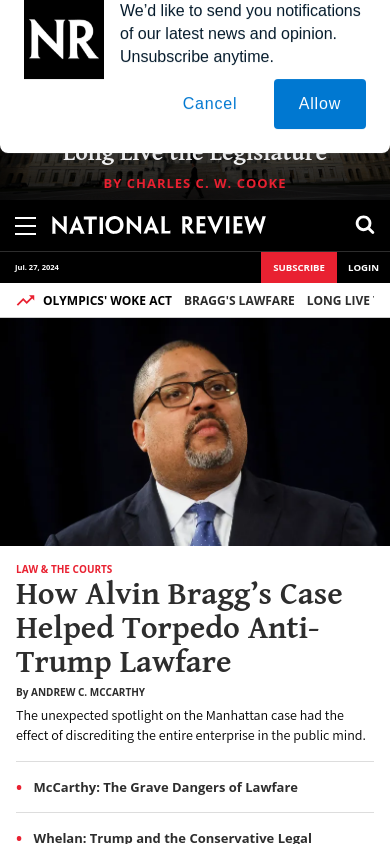 NR
We’d like to send you notifications
of our latest news and opinion.
Unsubscribe anytime.
Cancel
Allow
Long Live the Legislature
BY CHARLES C. W. COOKE
NATIONAL REVIEW
Jul. 27, 2024
SUBSCRIBE
LOGIN
OLYMPICS' WOKE ACT BRAGG'S LAWFARE LONG LIVE
LAW & THE COURTS
How Alvin Bragg’s Case
Helped Torpedo Anti-
Trump Lawfare
By ANDREW C. MCCARTHY
The unexpected spotlight on the Manhattan case had the
effect of discrediting the entire enterprise in the public mind.
• McCarthy: The Grave Dangers of Lawfare
• Whelan: Trump and the Conservative Legal